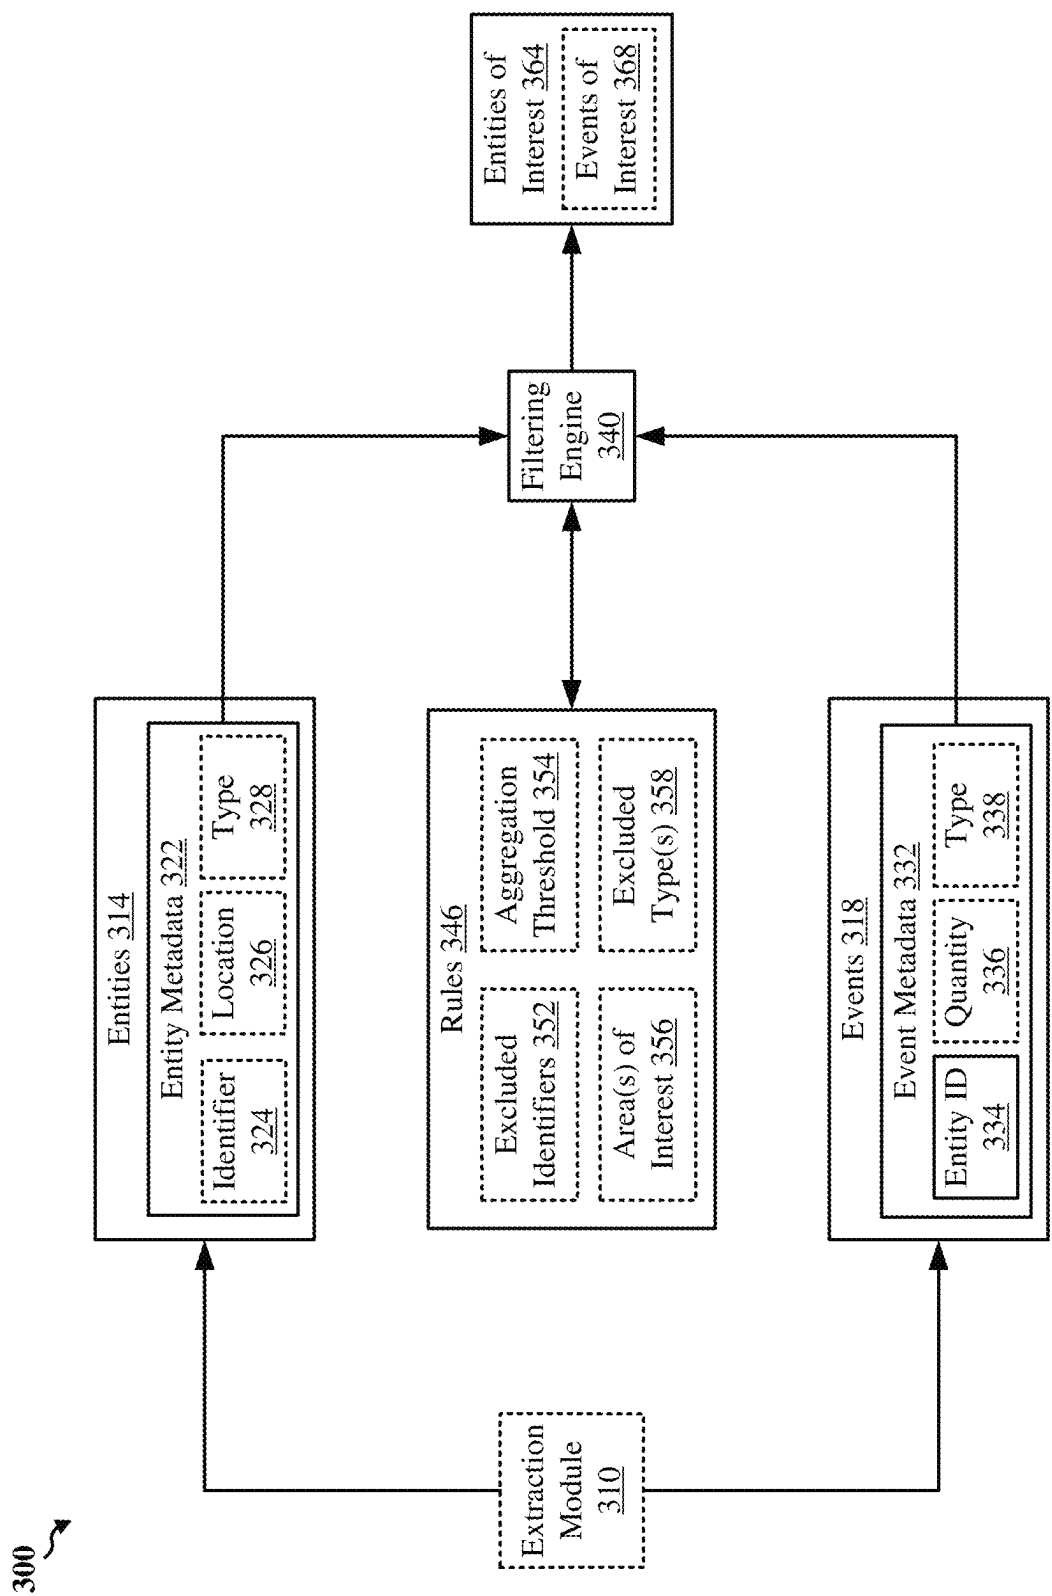 300
Extraction
Module
310
Entities 314
Entity Metadata 322
Identifier
324
Location
326
Type
328
Rules 346
Excluded
Identifiers 352
Aggregation
Threshold 354
Area(s) of
Interest 356
Excluded
Type(s) 358
Events 318
Event Metadata 332
Entity ID
334
Quantity
336
Type
338
Filtering
Engine
340
Entities of
Interest 364
Events of
Interest 368